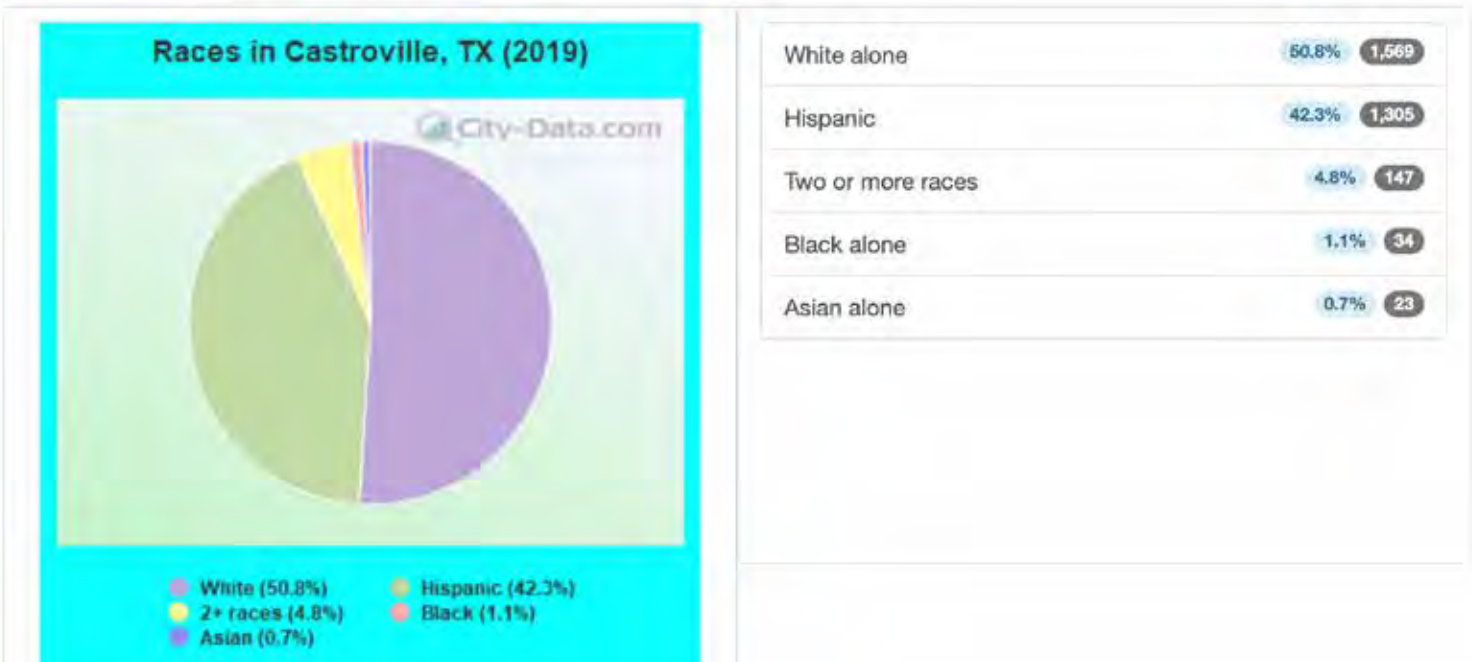 Races in Castroville, TX (2019)
City-Data.com
White (50.8%) Hispanic (42.3%)
2+ races (4.8%) Black (1.1%)
Asian (0.7%)
White alone 50.8% 1,569
Hispanic 42.3% 1,305
Two or more races 4.8% 147
Black alone 1.1% 34
Asian alone 0.7% 23